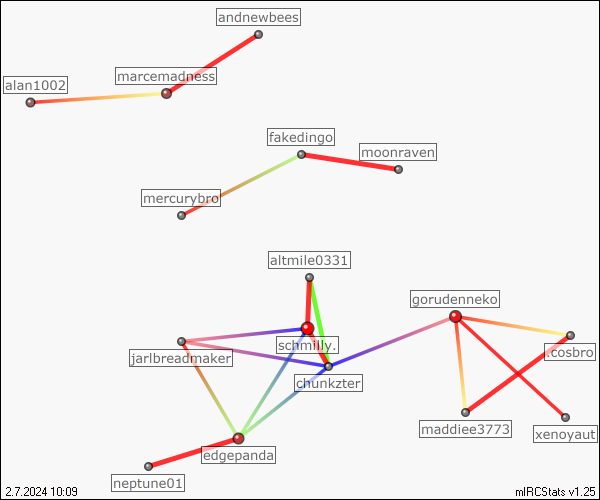 andnewbees
marcemadness
alan1002
fakedingo
moonraven
mercurybro
altmile0331
gorudenneko
schmilly.
.cosbro
jarlbreadmaker
chunkzter
maddiee3773
xenoyaut
edgepanda
neptune01
2.7.2024 10:09
mIRCStats v1.25